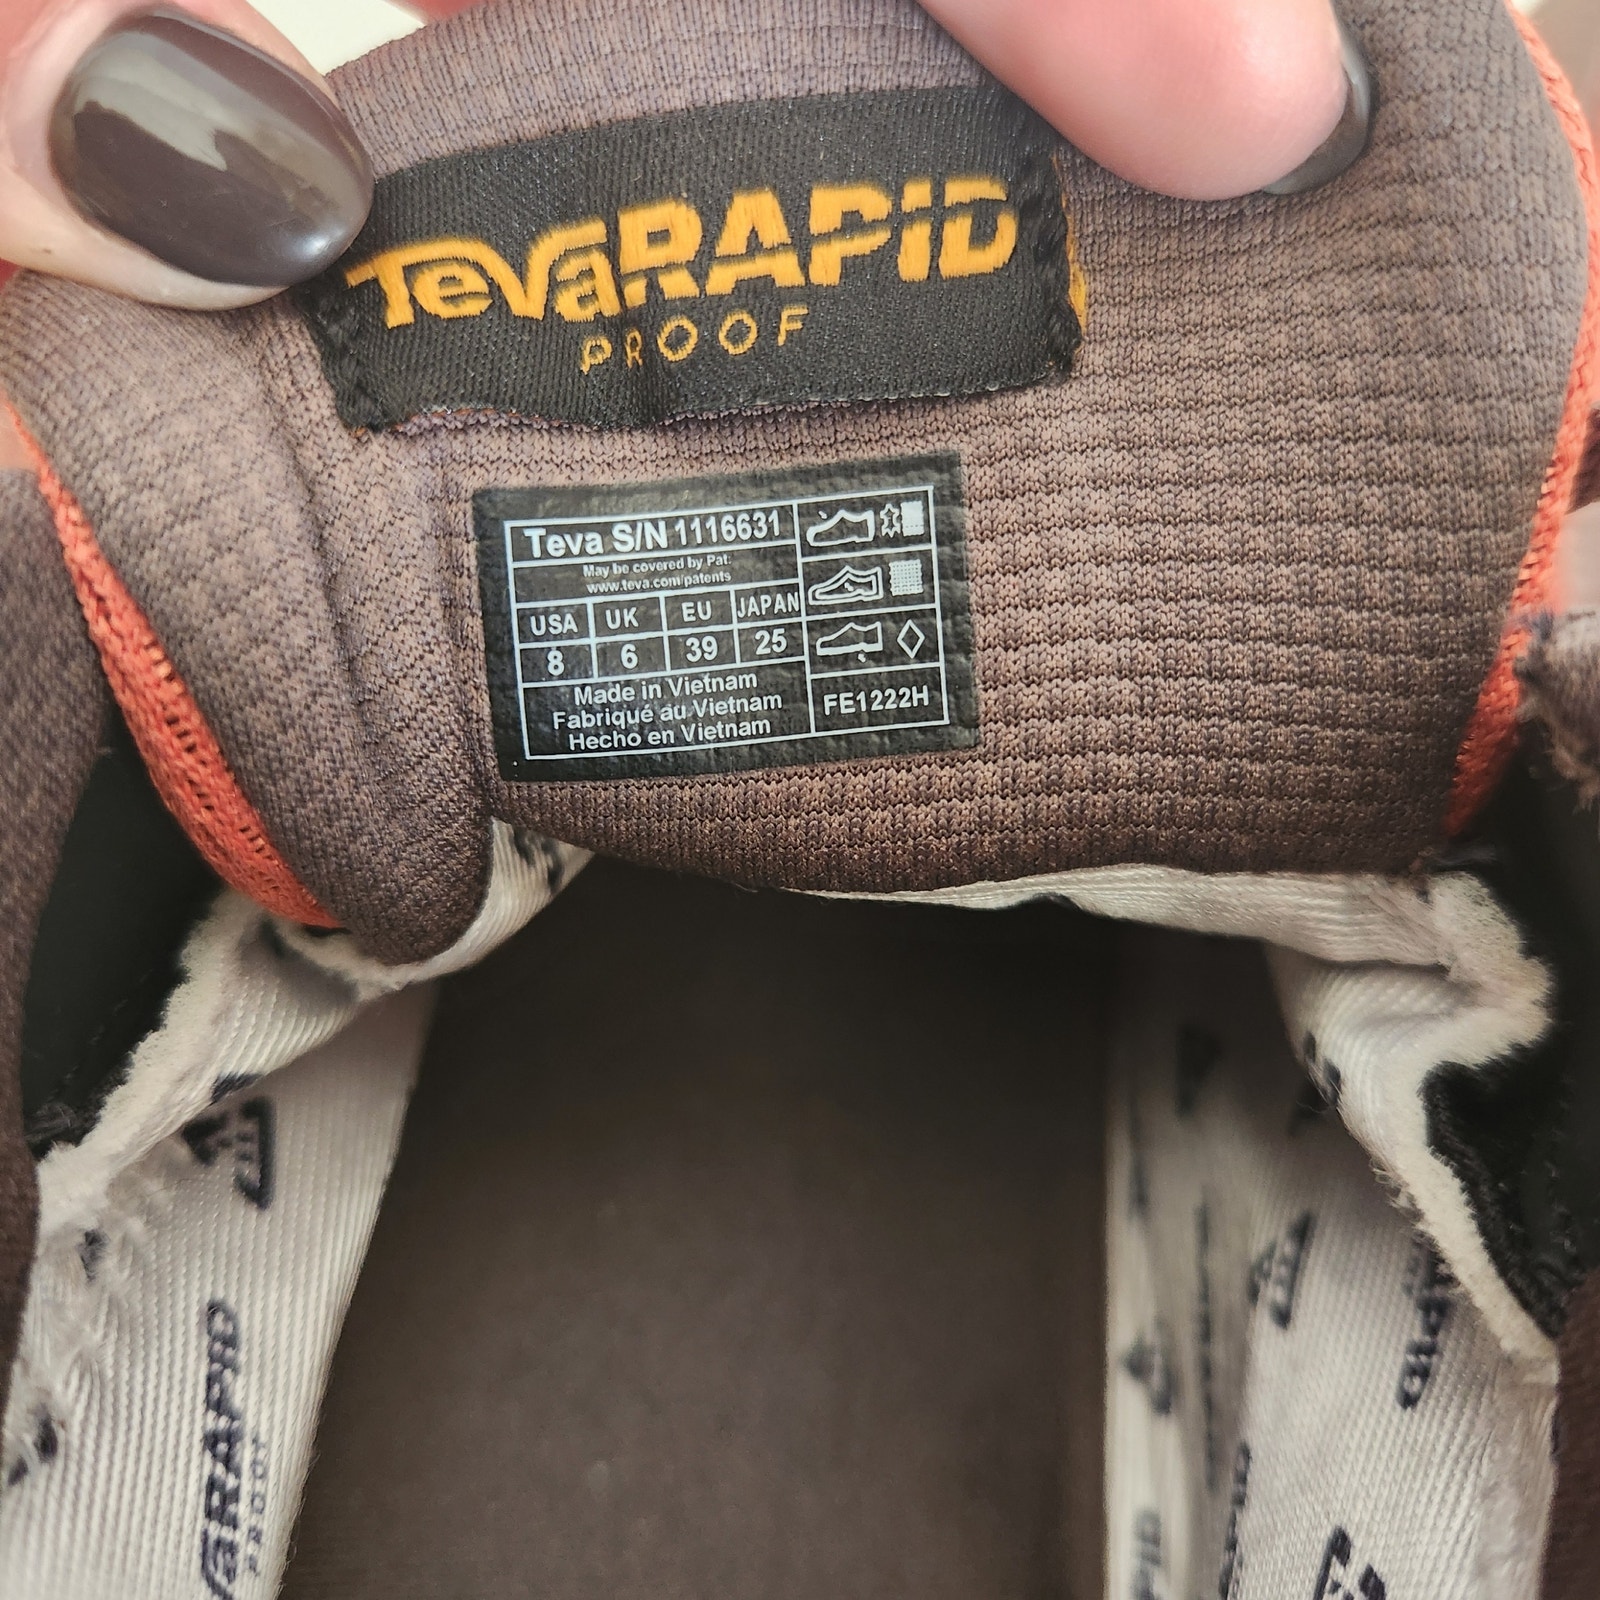 TevaRAPiD
PROOF
Teva S/N 1116631
May be covered by Pat:
www.teva.com/patents
USA UK EU JAPAN
8 6 39 25
Made in Vietnam
Fabriqué au Vietnam
Hecho en Vietnam
FE1222H
RAPiD
PROOF
RAPiD